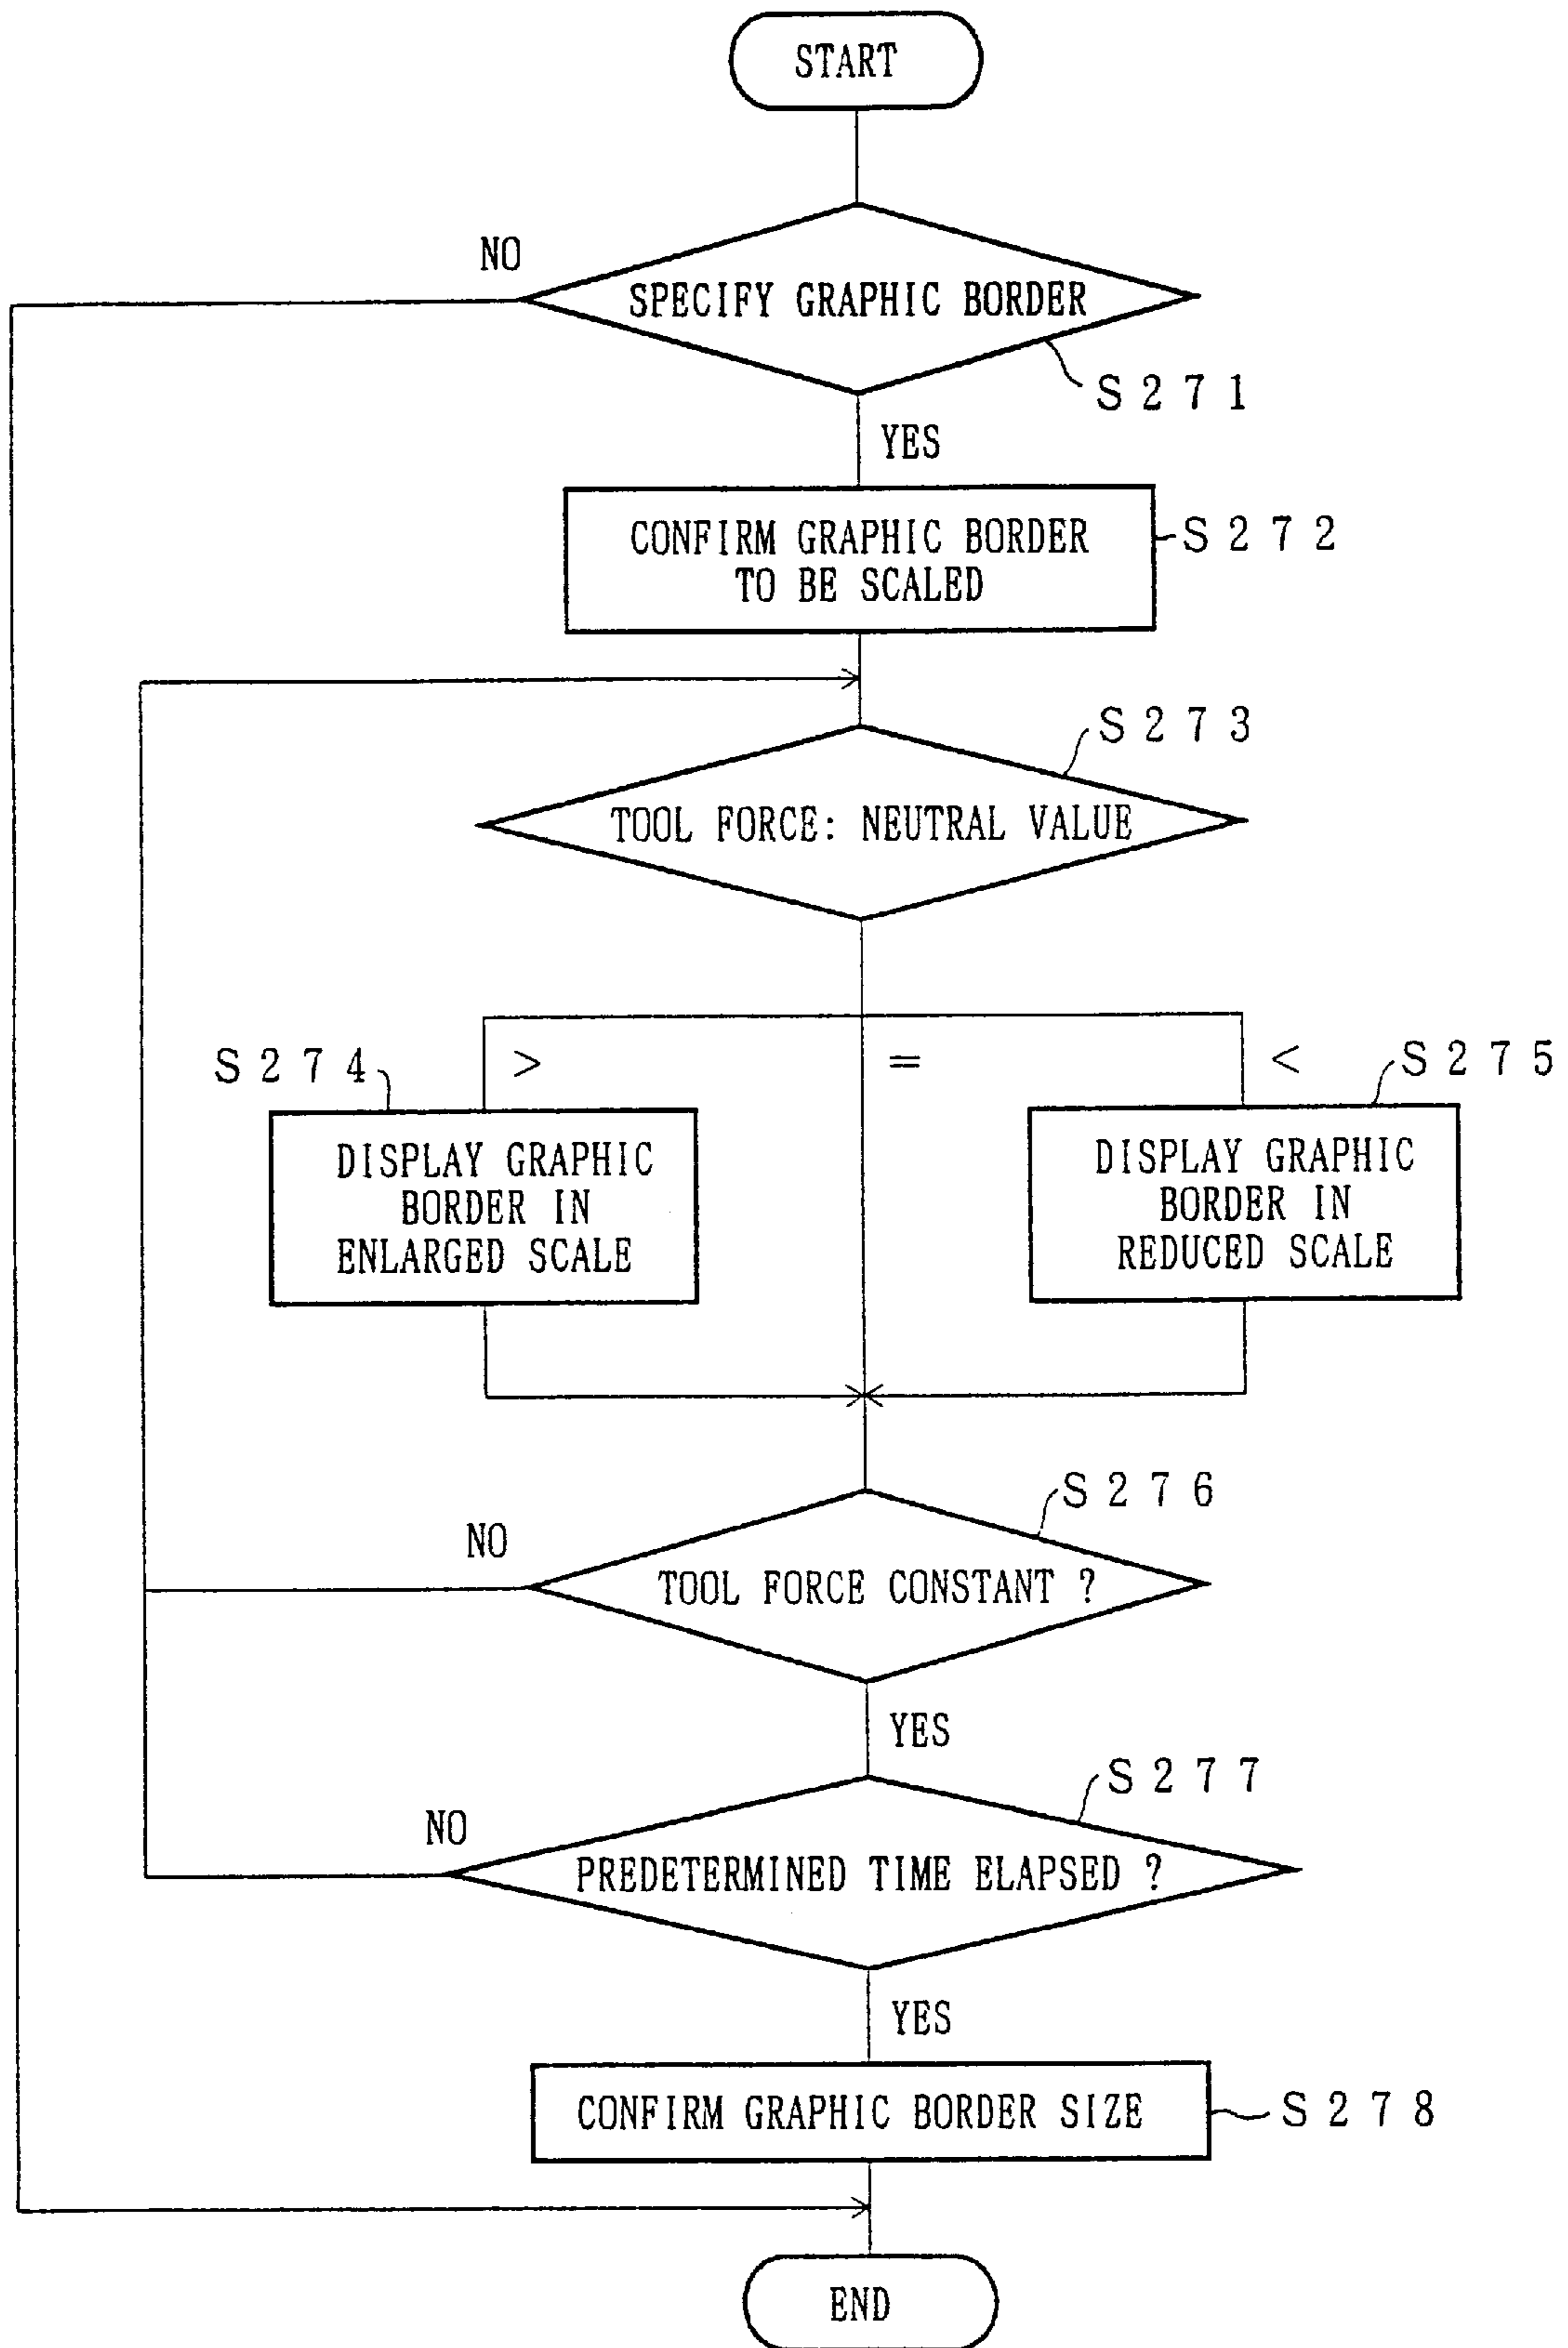 START
NO
SPECIFY GRAPHIC BORDER
S271
YES
CONFIRM GRAPHIC BORDER
TO BE SCALED
S272
S273
TOOL FORCE: NEUTRAL VALUE
S274
>
=
<
S275
DISPLAY GRAPHIC
BORDER IN
ENLARGED SCALE
DISPLAY GRAPHIC
BORDER IN
REDUCED SCALE
S276
NO
TOOL FORCE CONSTANT ?
YES
S277
NO
PREDETERMINED TIME ELAPSED ?
YES
CONFIRM GRAPHIC BORDER SIZE
S278
END